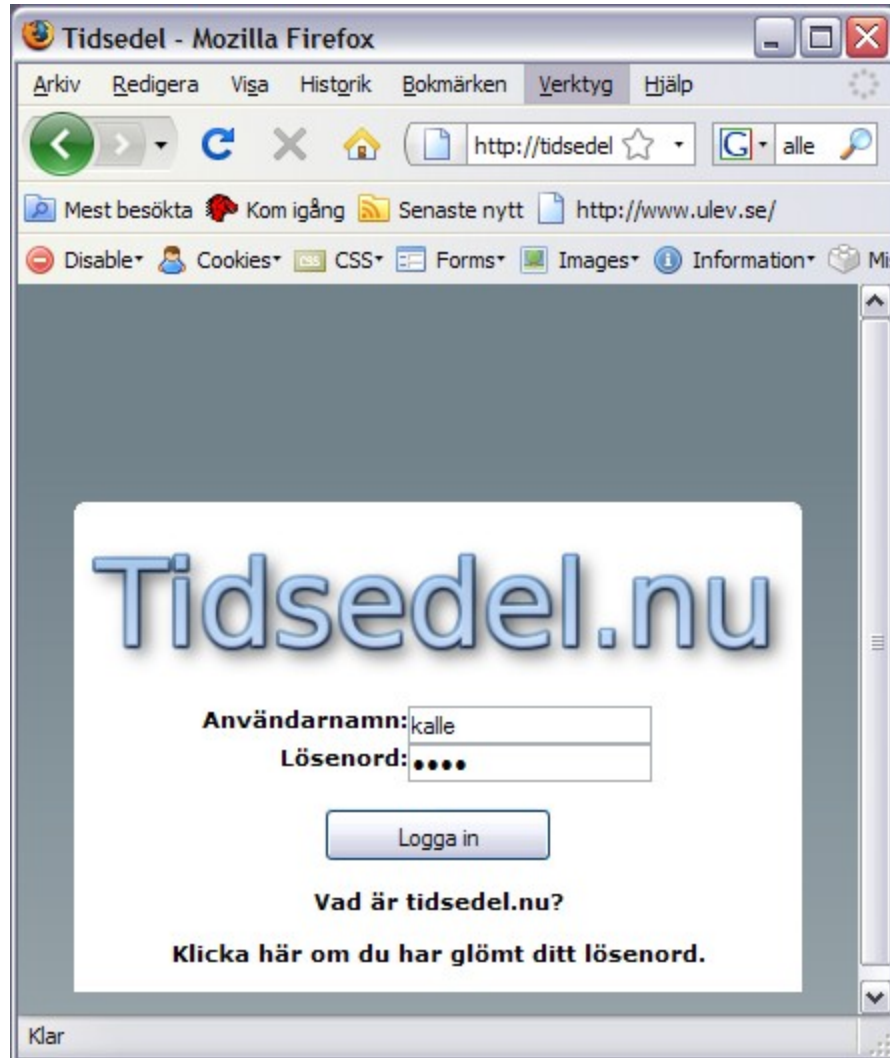 Tidsedel - Mozilla Firefox
Arkiv Redigera Visa Historik Bokmärken Verktyg Hjälp
http://tidsedel G alle
Mest besökta Kom igång Senaste nytt http://www.ulev.se/
Disable Cookies CSS Forms Images Information
Tidsedel.nu
Användarnamn: kalle
Lösenord: ••••
Logga in
Vad är tidsedel.nu?
Klicka här om du har glömt ditt lösenord.
Klar